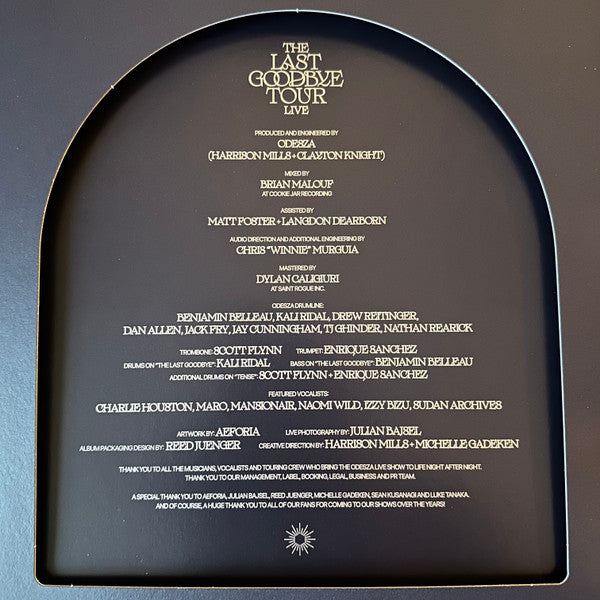 THE
LAST
GOODBYE
TOUR
LIVE
PRODUCED AND ENGINEERED BY
ODESZA
(HARRISON MILLS + CLAYTON KNIGHT)
MIXED BY
BRIAN MALOUF
AT COOKIE JAR RECORDING
ASSISTED BY
MATT FOSTER + LANGDON DEARBORN
AUDIO DIRECTION AND ADDITIONAL ENGINEERING BY
CHRIS "WINNIE" MURGUIA
MASTERED BY
DYLAN CALIGIURI
AT SAINT ROGUE INC.
ODESZA DRUMLINE:
BENJAMIN BELLEAU, KALI RIDAL, DREW REITINGER,
DAN ALLEN, JACK FRY, JAY CUNNINGHAM, TJ GHINDER, NATHAN REARICK
TROMBONE: SCOTT FLYNN TRUMPET: ENRIQUE SANCHEZ
DRUMS ON "THE LAST GOODBYE": KALI RIDAL BASS ON "THE LAST GOODBYE": BENJAMIN BELLEAU
ADDITIONAL DRUMS ON "TENSE": SCOTT FLYNN + ENRIQUE SANCHEZ
FEATURED VOCALISTS:
CHARLIE HOUSTON, MARO, MANSIONAIR, NAOMI WILD, IZZY BIZU, SUDAN ARCHIVES
ARTWORK BY: AEFORIA LIVE PHOTOGRAPHY BY: JULIAN BAJSEL
ALBUM PACKAGING DESIGN BY: REED JUENGER CREATIVE DIRECTION BY: HARRISON MILLS + MICHELLE GADEKEN
THANK YOU TO ALL THE MUSICIANS, VOCALISTS AND TOURING CREW WHO BRING THE ODESZA LIVE SHOW TO LIFE NIGHT AFTER NIGHT.
THANK YOU TO OUR MANAGEMENT, LABEL, BOOKING, LEGAL, BUSINESS AND PR TEAM.
A SPECIAL THANK YOU TO AEFORIA, JULIAN BAJSEL, REED JUENGER, MICHELLE GADEKEN, SEAN KUSANAGI AND LUKE TANAKA.
AND OF COURSE, A HUGE THANK YOU TO ALL OF OUR FANS FOR COMING TO OUR SHOWS OVER THE YEARS!